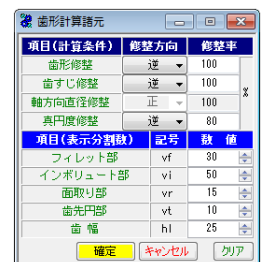 歯形計算諸元
項目(計算条件) 修整方向 修整率
歯形修整 逆 100
歯すじ修整 逆 100
軸方向直径修整 正 100
真円度修整 逆 80
%
項目(表示分割数) 記号 数 値
フィレット部 vf 30
インボリュート部 vi 50
面取り部 vr 15
歯先円部 vt 10
歯 幅 hl 25
確定 キャンセル クリア